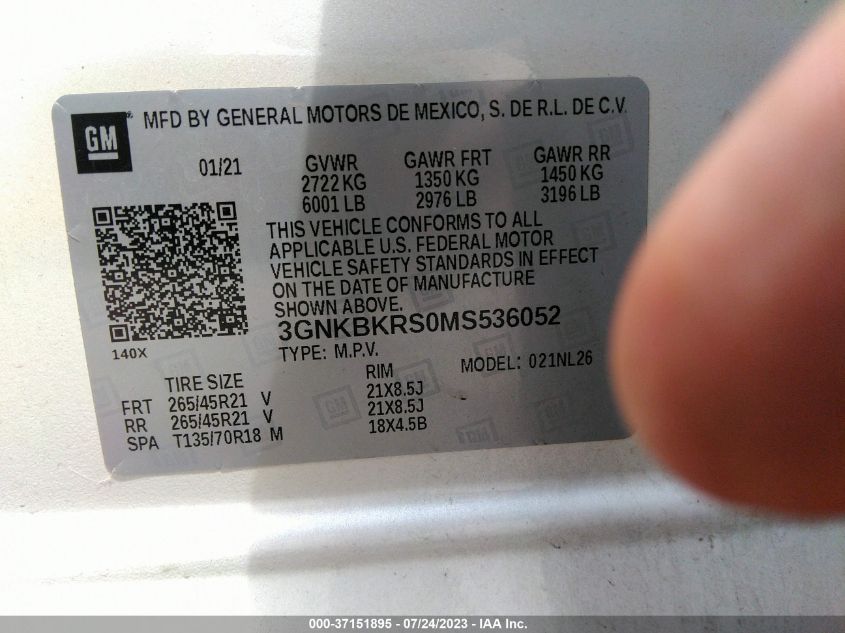 GM
MFD BY GENERAL MOTORS DE MEXICO, S. DE R.L. DE C.V.
01/21 GVWR GAWR FRT GAWR RR
2722 KG 1350 KG 1450 KG
6001 LB 2976 LB 3196 LB
THIS VEHICLE CONFORMS TO ALL
APPLICABLE U.S. FEDERAL MOTOR
VEHICLE SAFETY STANDARDS IN EFFECT
ON THE DATE OF MANUFACTURE
SHOWN ABOVE.
3GNKBKRS0MS536052
140X
TYPE: M.P.V. MODEL: 021NL26
TIRE SIZE RIM
FRT 265/45R21 V 21X8.5J
RR 265/45R21 V 21X8.5J
SPA T135/70R18 M 18X4.5B
000-37151895 - 07/24/2023 - IAA Inc.